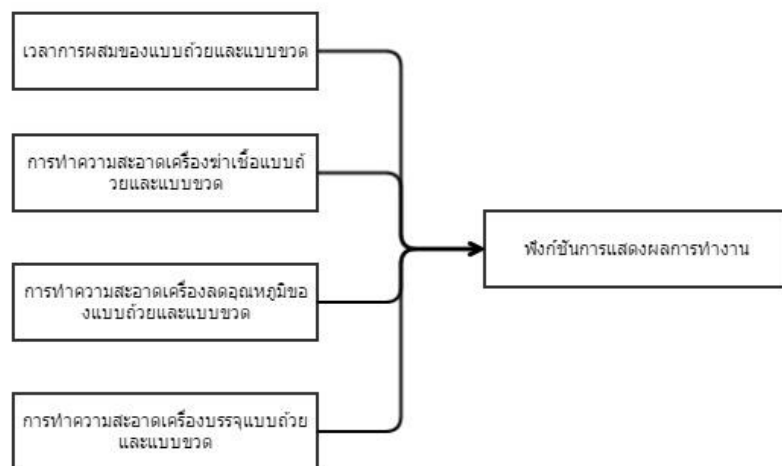 เวลาการผสมของแบบถ้วยและแบบขวด
การทำความสะอาดเครื่องฆ่าเชื้อแบบถ้
วยและแบบขวด
ฟังก์ชันการแสดงผลการทำงาน
การทำความสะอาดเครื่องลดอุณหภูมิขอ
งแบบถ้วยและแบบขวด
การทำความสะอาดเครื่องบรรจุแบบถ้วย
และแบบขวด